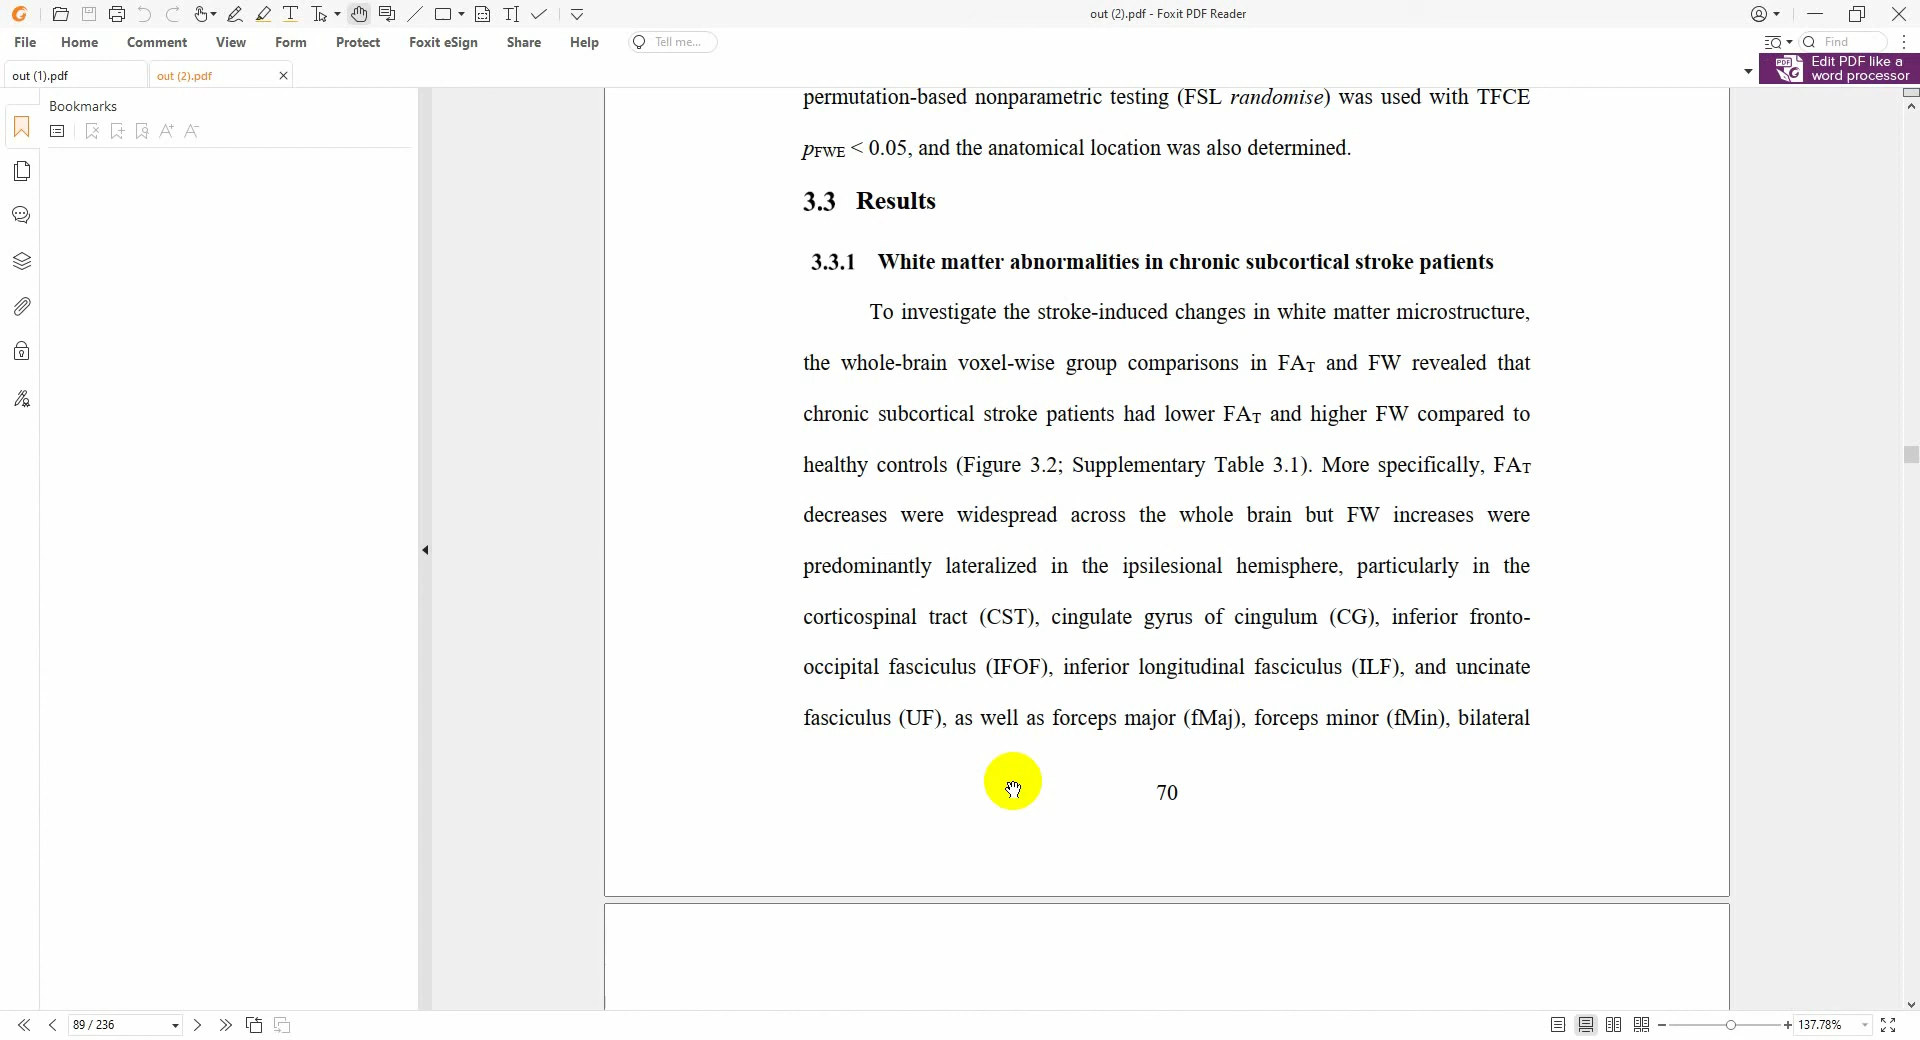 out (2).pdf - Foxit PDF Reader
File Home Comment View Form Protect Foxit eSign Share Help Tell me... Find
out (1).pdf out (2).pdf
Edit PDF like a
word processor
Bookmarks
permutation-based nonparametric testing (FSL randomise) was used with TFCE
pFWE < 0.05, and the anatomical location was also determined.
3.3 Results
3.3.1 White matter abnormalities in chronic subcortical stroke patients
To investigate the stroke-induced changes in white matter microstructure,
the whole-brain voxel-wise group comparisons in FAT and FW revealed that
chronic subcortical stroke patients had lower FAT and higher FW compared to
healthy controls (Figure 3.2; Supplementary Table 3.1). More specifically, FAT
decreases were widespread across the whole brain but FW increases were
predominantly lateralized in the ipsilesional hemisphere, particularly in the
corticospinal tract (CST), cingulate gyrus of cingulum (CG), inferior fronto-
occipital fasciculus (IFOF), inferior longitudinal fasciculus (ILF), and uncinate
fasciculus (UF), as well as forceps major (fMaj), forceps minor (fMin), bilateral
70
89 / 236
137.78%